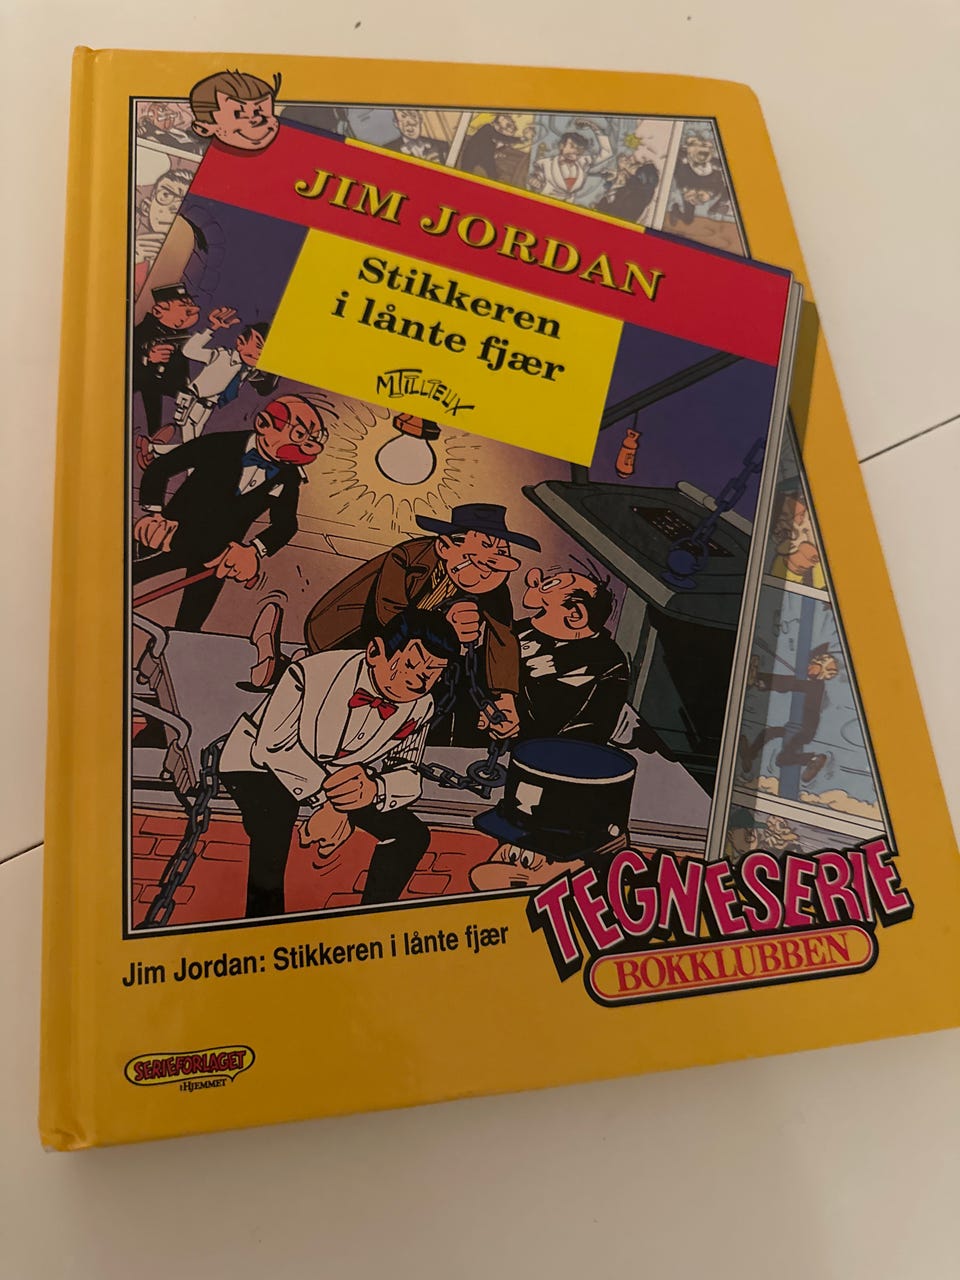 JIM JORDAN
Stikkeren
i lånte fjær
M.TILLIEUX
Jim Jordan: Stikkeren i lånte fjær
TEGNESERIE
BOKKLUBBEN
SERIEFORLAGET
I HJEMMET